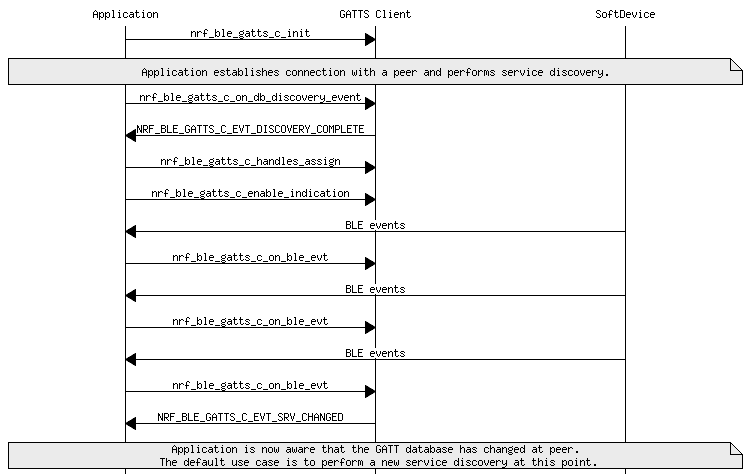 Application GATTS Client SoftDevice
nrf_ble_gatts_c_init
Application establishes connection with a peer and performs service discovery.
nrf_ble_gatts_c_on_db_discovery_event
NRF_BLE_GATTS_C_EVT_DISCOVERY_COMPLETE
nrf_ble_gatts_c_handles_assign
nrf_ble_gatts_c_enable_indication
BLE events
nrf_ble_gatts_c_on_ble_evt
BLE events
nrf_ble_gatts_c_on_ble_evt
BLE events
nrf_ble_gatts_c_on_ble_evt
NRF_BLE_GATTS_C_EVT_SRV_CHANGED
Application is now aware that the GATT database has changed at peer.
The default use case is to perform a new service discovery at this point.